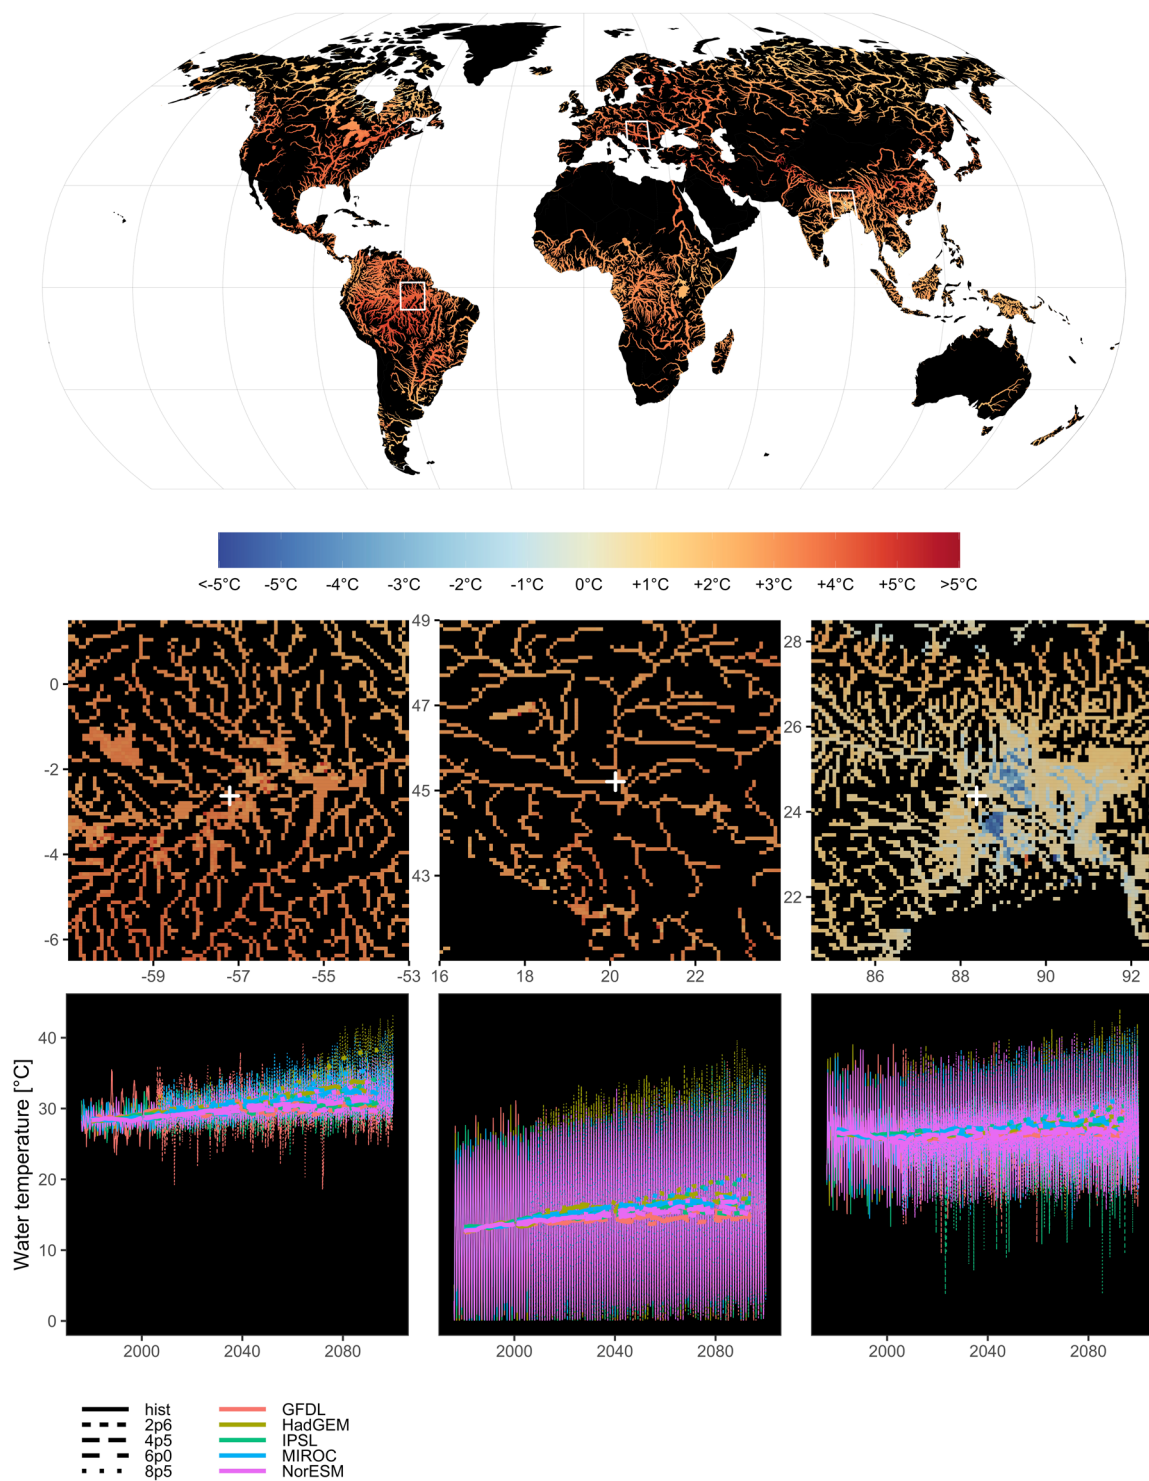 <-5°C -5°C -4°C -3°C -2°C -1°C 0°C +1°C +2°C +3°C +4°C +5°C >5°C
0
-2
-4
-6
-59 -57 -55 -53
49
47
45
43
16 18 20 22
28
26
24
22
86 88 90 92
Water temperature [°C]
40
30
20
10
0
2000 2040 2080
2000 2040 2080
2000 2040 2080
hist
2p6
4p5
6p0
8p5
GFDL
HadGEM
IPSL
MIROC
NorESM